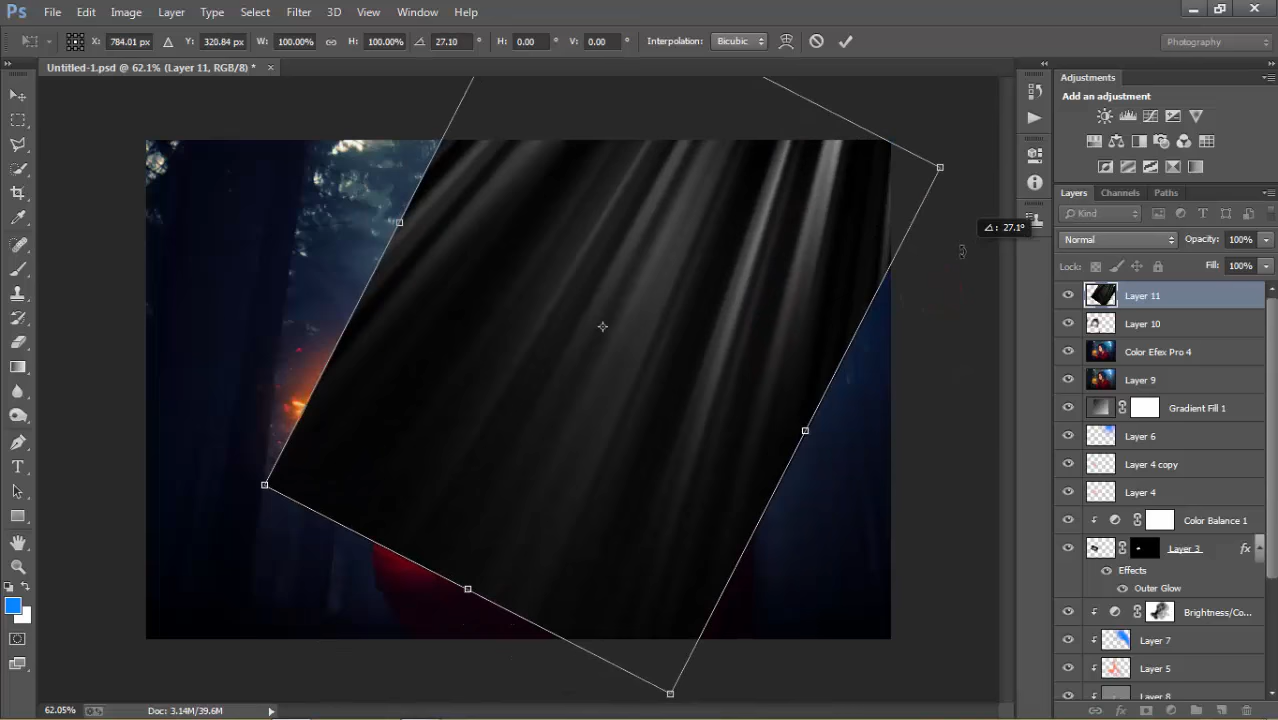 Ps File Edit Image Layer Type Select Filter 3D View Window Help
X: 784.01 px Y: 320.84 px W: 100.00% H: 100.00% 27.10 ° H: 0.00 ° V: 0.00 ° Interpolation: Bicubic Photography
Untitled-1.psd @ 62.1% (Layer 11, RGB/8) * ×
Adjustments
Add an adjustment
Layers Channels Paths
Kind
Normal Opacity: 100%
Lock: Fill: 100%
: 27.1°
Layer 11
Layer 10
Color Efex Pro 4
Layer 9
Gradient Fill 1
Layer 6
Layer 4 copy
Layer 4
Color Balance 1
Layer 3 fx
Effects
Outer Glow
Brightness/Co...
Layer 7
Layer 5
Layer 8
62.05% Doc: 3.14M/39.6M